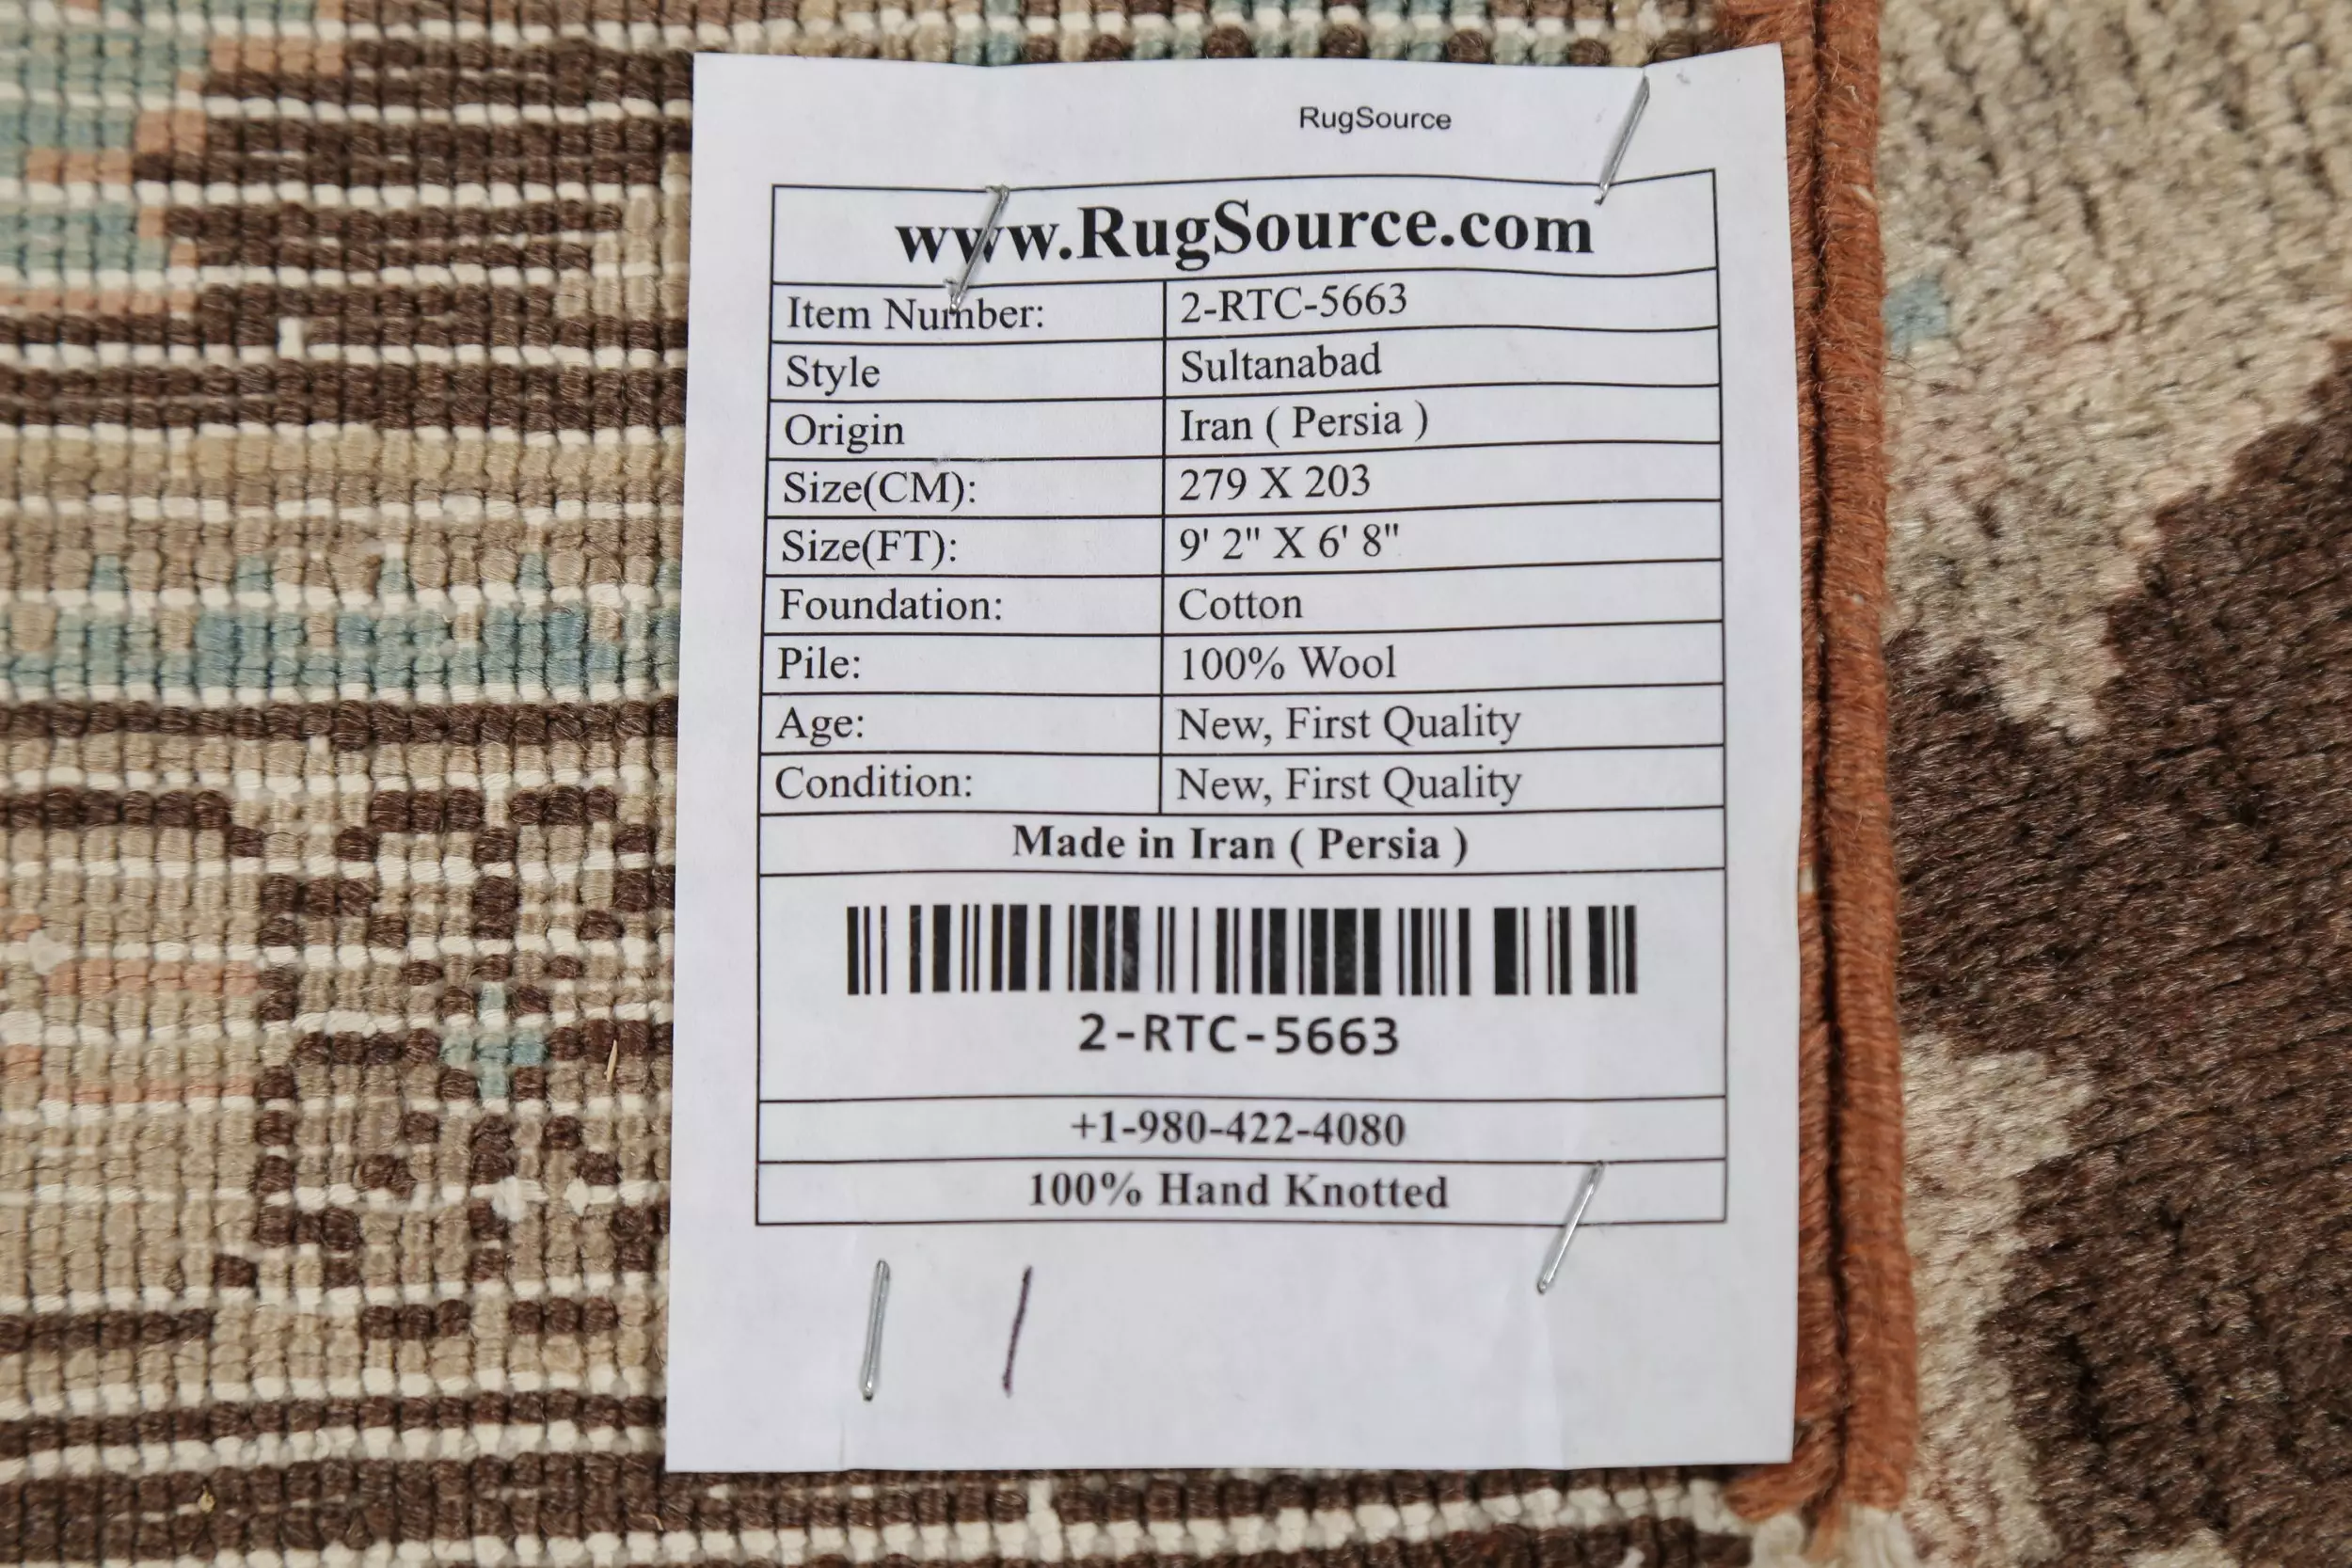 RugSource
www.RugSource.com
Item Number: 2-RTC-5663
Style Sultanabad
Origin Iran ( Persia )
Size(CM): 279 X 203
Size(FT): 9' 2" X 6' 8"
Foundation: Cotton
Pile: 100% Wool
Age: New, First Quality
Condition: New, First Quality
Made in Iran ( Persia )
2-RTC-5663
+1-980-422-4080
100% Hand Knotted